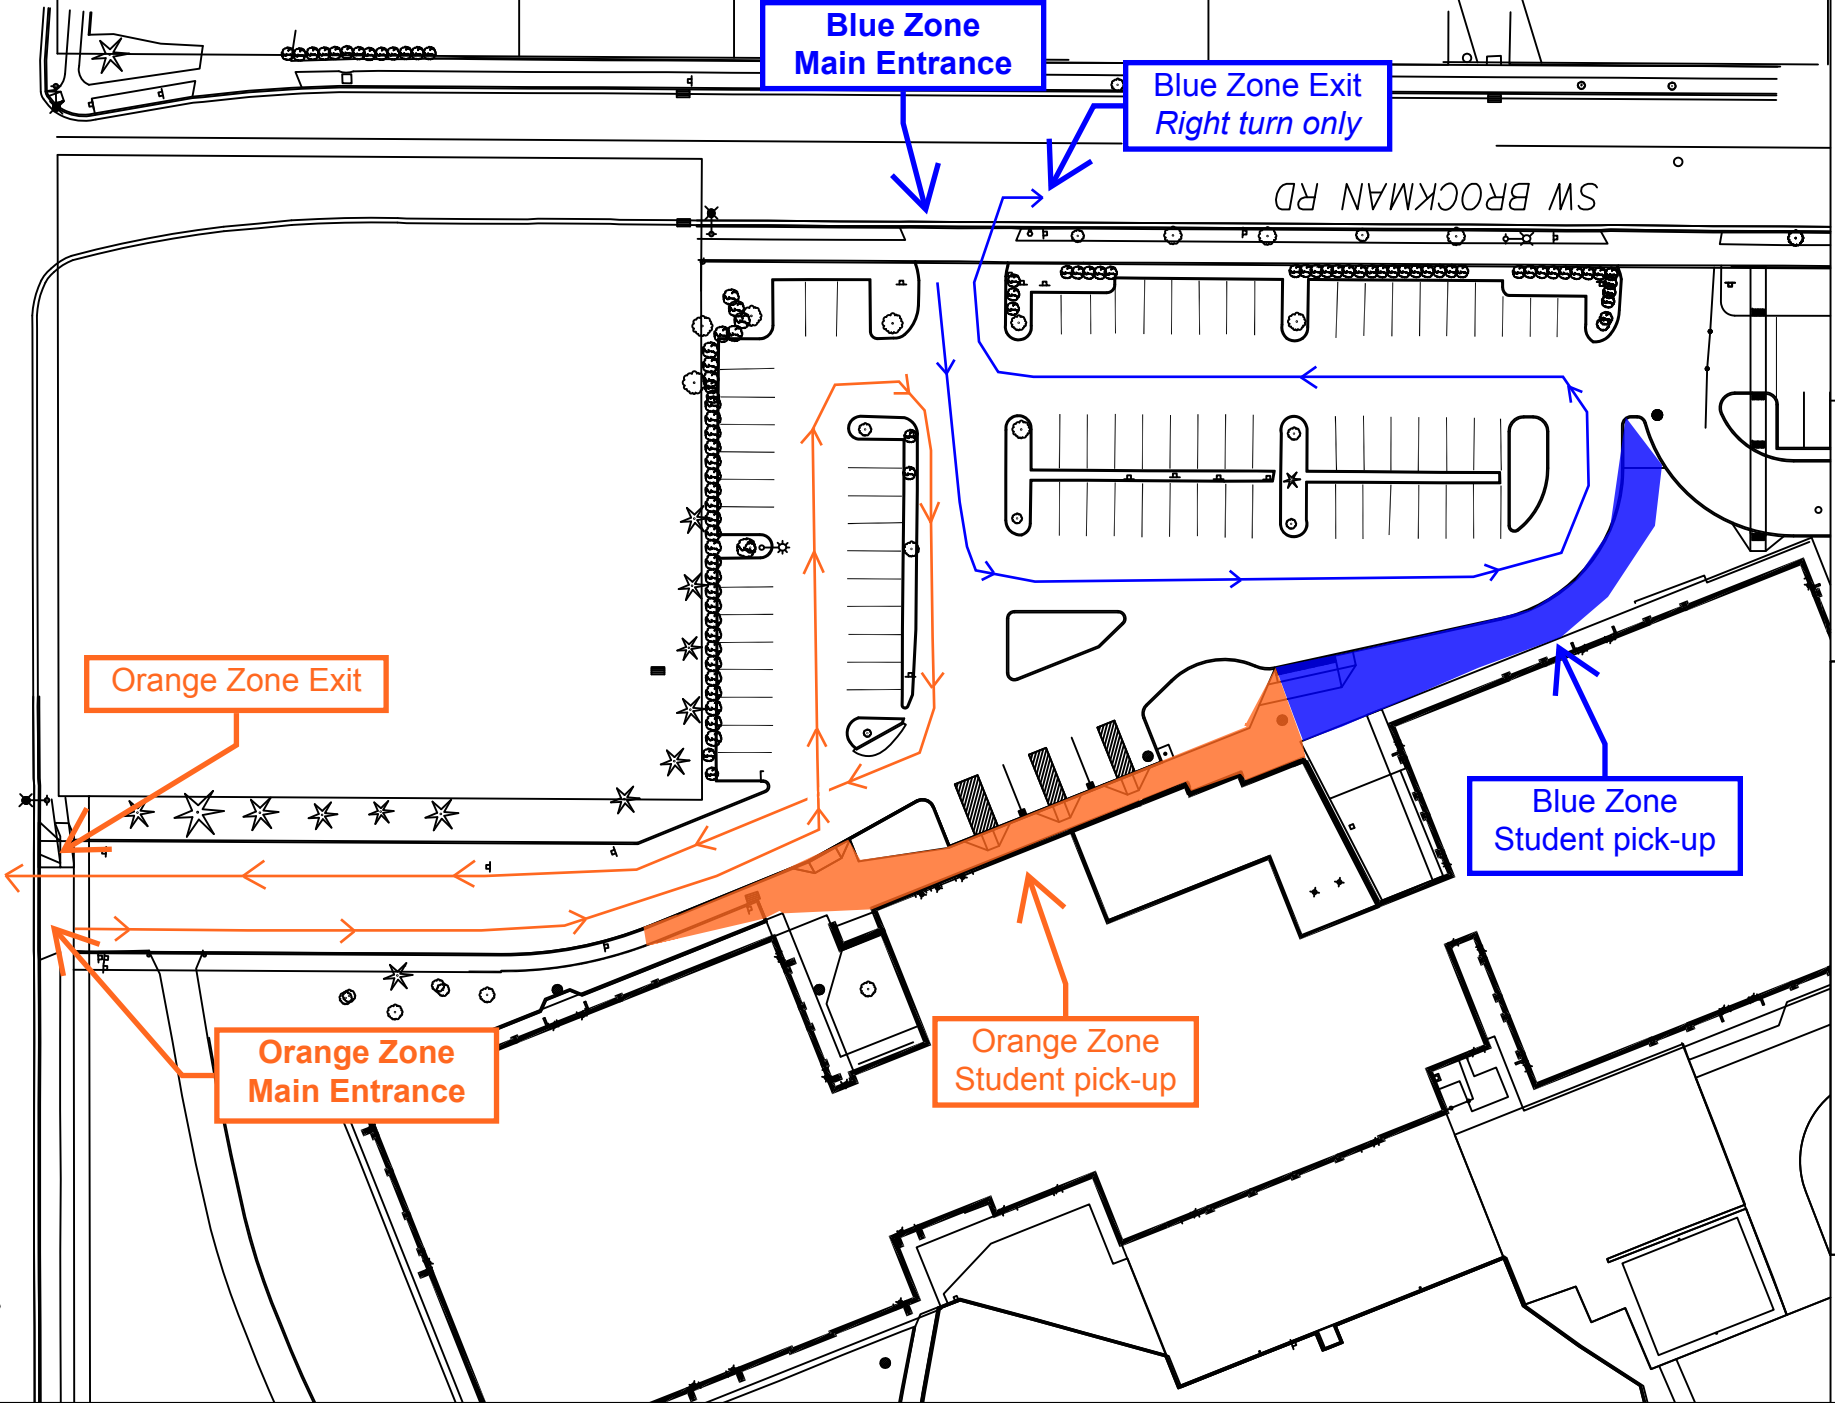 Blue Zone
Main Entrance
Blue Zone Exit
Right turn only
SW BROCKMAN RD
Orange Zone Exit
Blue Zone
Student pick-up
Orange Zone
Main Entrance
Orange Zone
Student pick-up